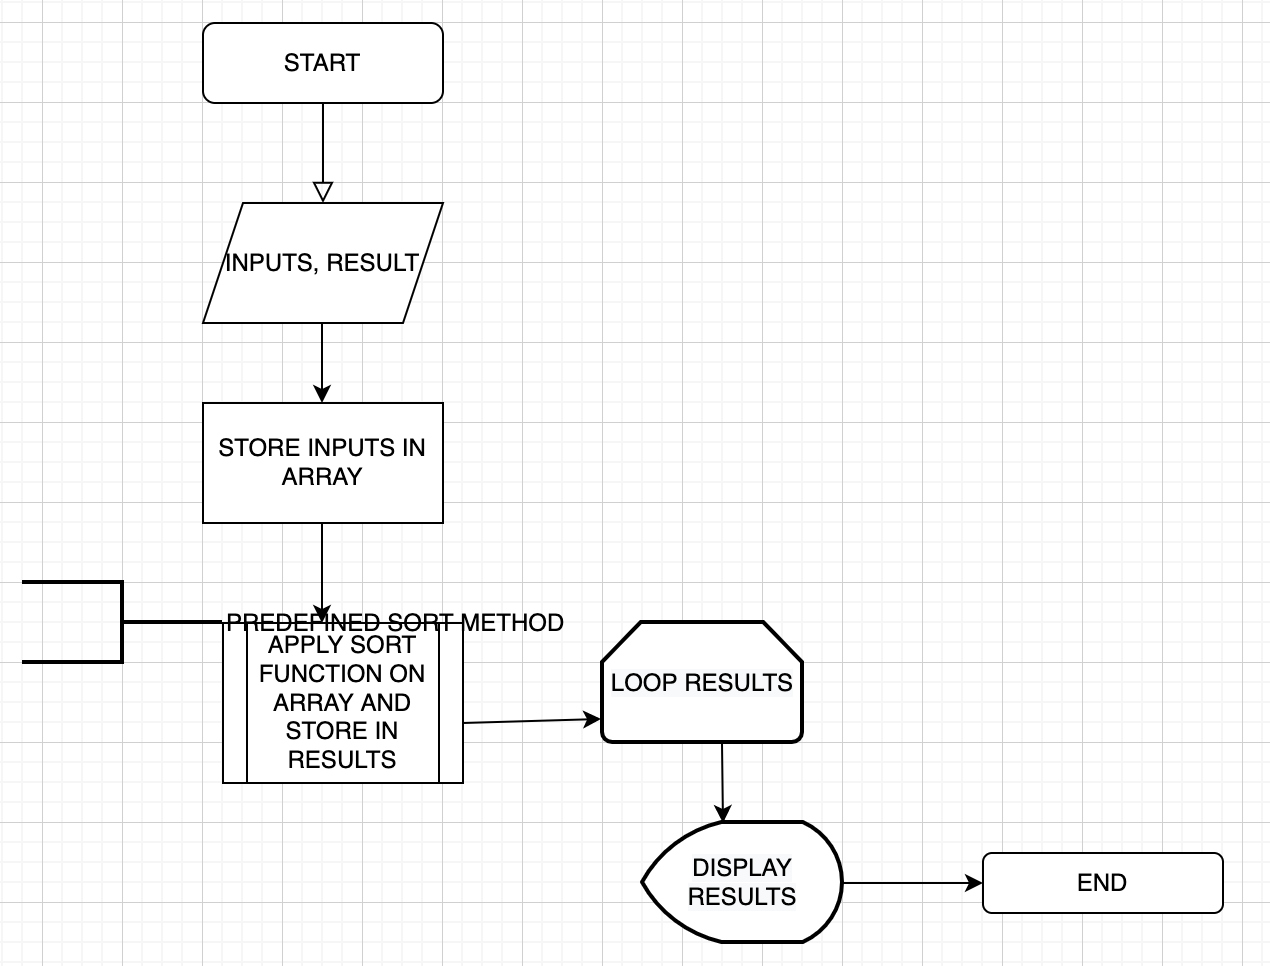 START
INPUTS, RESULT
STORE INPUTS IN
ARRAY
PREDEFINED SORT METHOD
APPLY SORT
FUNCTION ON
ARRAY AND
STORE IN
RESULTS
LOOP RESULTS
DISPLAY
RESULTS
END